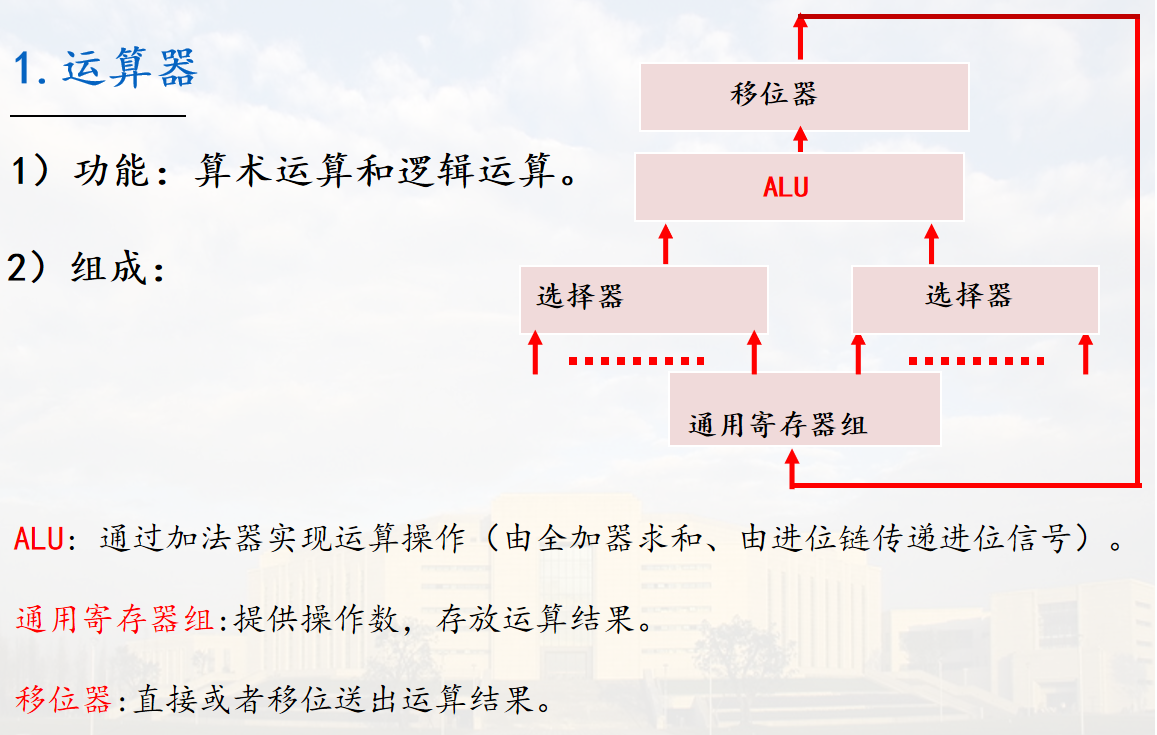 1.运算器
1）功能：算术运算和逻辑运算。
2）组成：
移位器
ALU
选择器
选择器
通用寄存器组
ALU：通过加法器实现运算操作（由全加器求和、由进位链传递进位信号）。
通用寄存器组:提供操作数，存放运算结果。
移位器:直接或者移位送出运算结果。